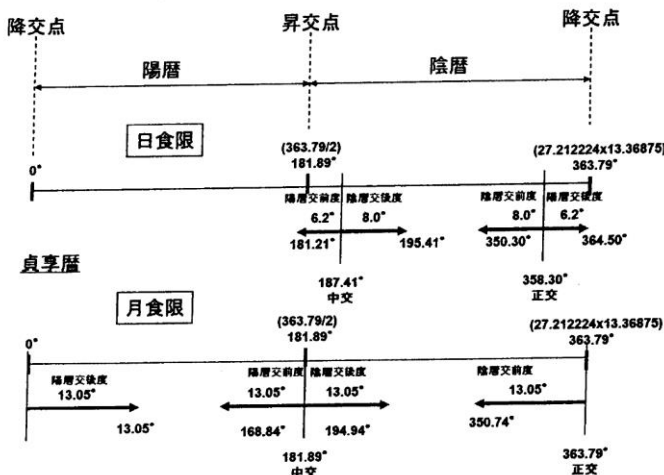 降交点 昇交点 降交点
陽暦 陰暦
日食限
(363.79/2) (27.212224x13.36875)
0° 181.89° 363.79°
陽暦交前度 陰暦交後度 陰暦交前度 陽暦交後度
6.2° 8.0° 8.0° 6.2°
181.21° 195.41° 350.30° 364.50°
貞享暦
187.41° 358.30°
中交 正交
月食限
(363.79/2) (27.212224x13.36875)
0° 181.89° 363.79°
陽暦交後度 陽暦交前度 陰暦交後度 陰暦交前度
13.05° 13.05° 13.05° 13.05°
13.05° 168.84° 194.94° 350.74°
181.89° 363.79°
中交 正交